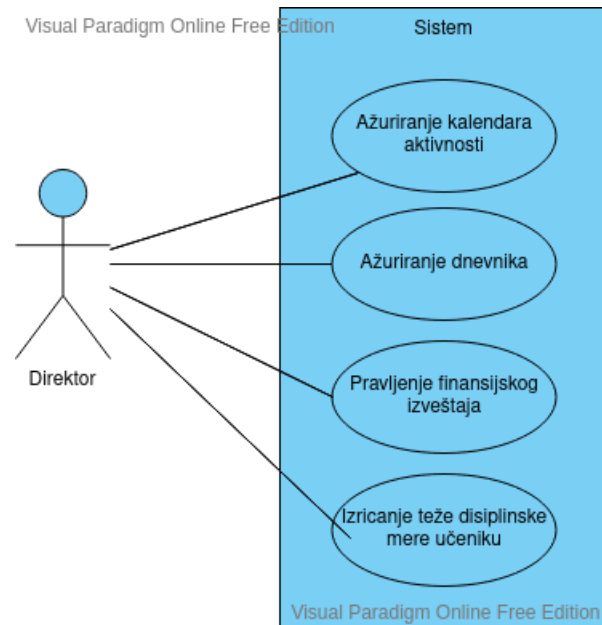 Visual Paradigm Online Free Edition
Sistem
Ažuriranje kalendara
aktivnosti
Ažuriranje dnevnika
Direktor
Pravljenje finansijskog
izveštaja
Izricanje teže disiplinske
mere učeniku
Visual Paradigm Online Free Edition